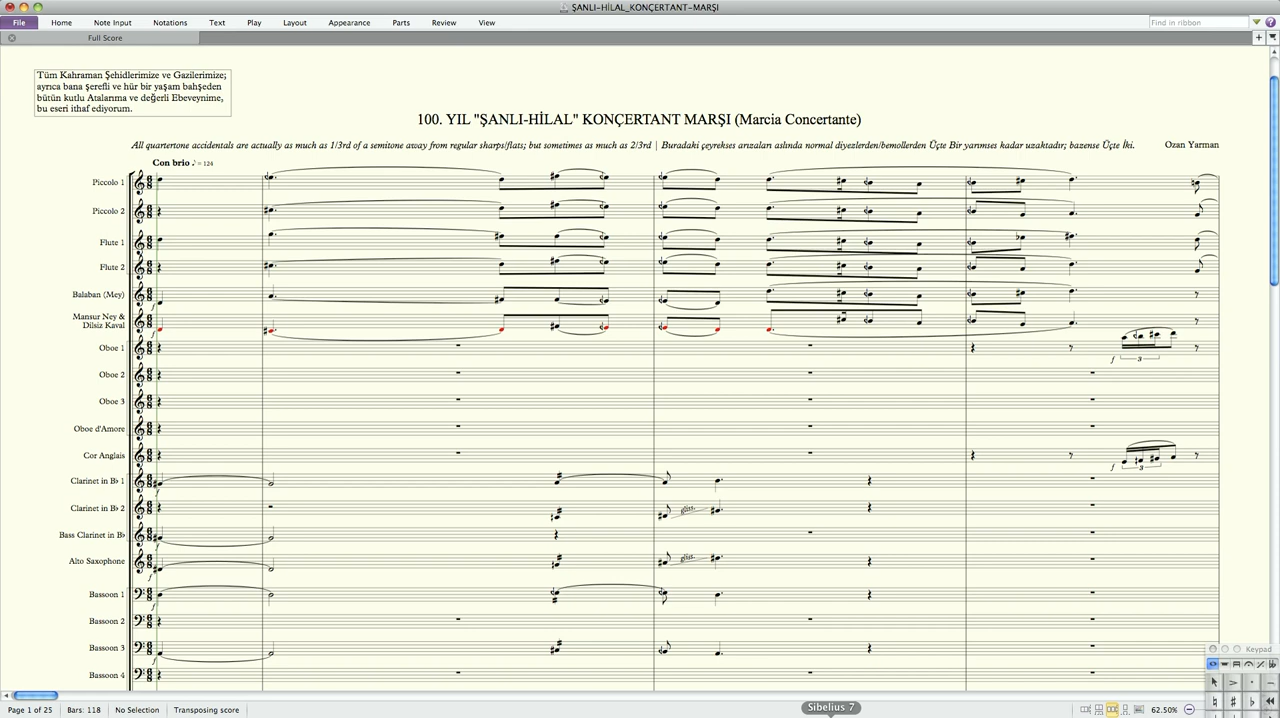 ŞANLI-HİLAL_KONÇERTANT-MARŞI
File Home Note Input Notations Text Play Layout Appearance Parts Review View Find in ribbon
Full Score
Tüm Kahraman Şehidlerimize ve Gazilerimize;
ayrıca bana şerefli ve hür bir yaşam bahşeden
bütün kutlu Atalarıma ve değerli Ebeveynime,
bu eseri ithaf ediyorum.
100. YIL "ŞANLI-HİLAL" KONÇERTANT MARŞI (Marcia Concertante)
All quartertone accidentals are actually as much as 1/3rd of a semitone away from regular sharps/flats; but sometimes as much as 2/3rd | Buradaki çeyrekses arızaları aslında normal diyezlerden/bemollerden Üçte Bir yarımses kadar uzaktadır; bazense Üçte İki.
Ozan Yarman
Con brio ♪ = 124
Piccolo 1
Piccolo 2
Flute 1
Flute 2
Balaban (Mey)
Mansur Ney &
Dilsiz Kaval
Oboe 1
f 3
Oboe 2
Oboe 3
Oboe d'Amore
Cor Anglais
f 3
Clarinet in B♭ 1
f
Clarinet in B♭ 2
gliss.
Bass Clarinet in B♭
f
Alto Saxophone
gliss.
f
Bassoon 1
f
Bassoon 2
Bassoon 3
f
Bassoon 4
Keypad
Page 1 of 25 Bars: 118 No Selection Transposing score Sibelius 7 62.50%